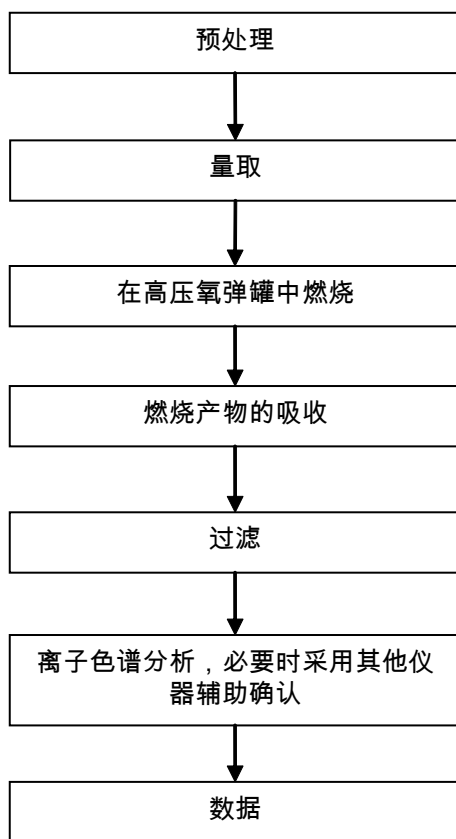 预处理
量取
在高压氧弹罐中燃烧
燃烧产物的吸收
过滤
离子色谱分析，必要时采用其他仪
器辅助确认
数据